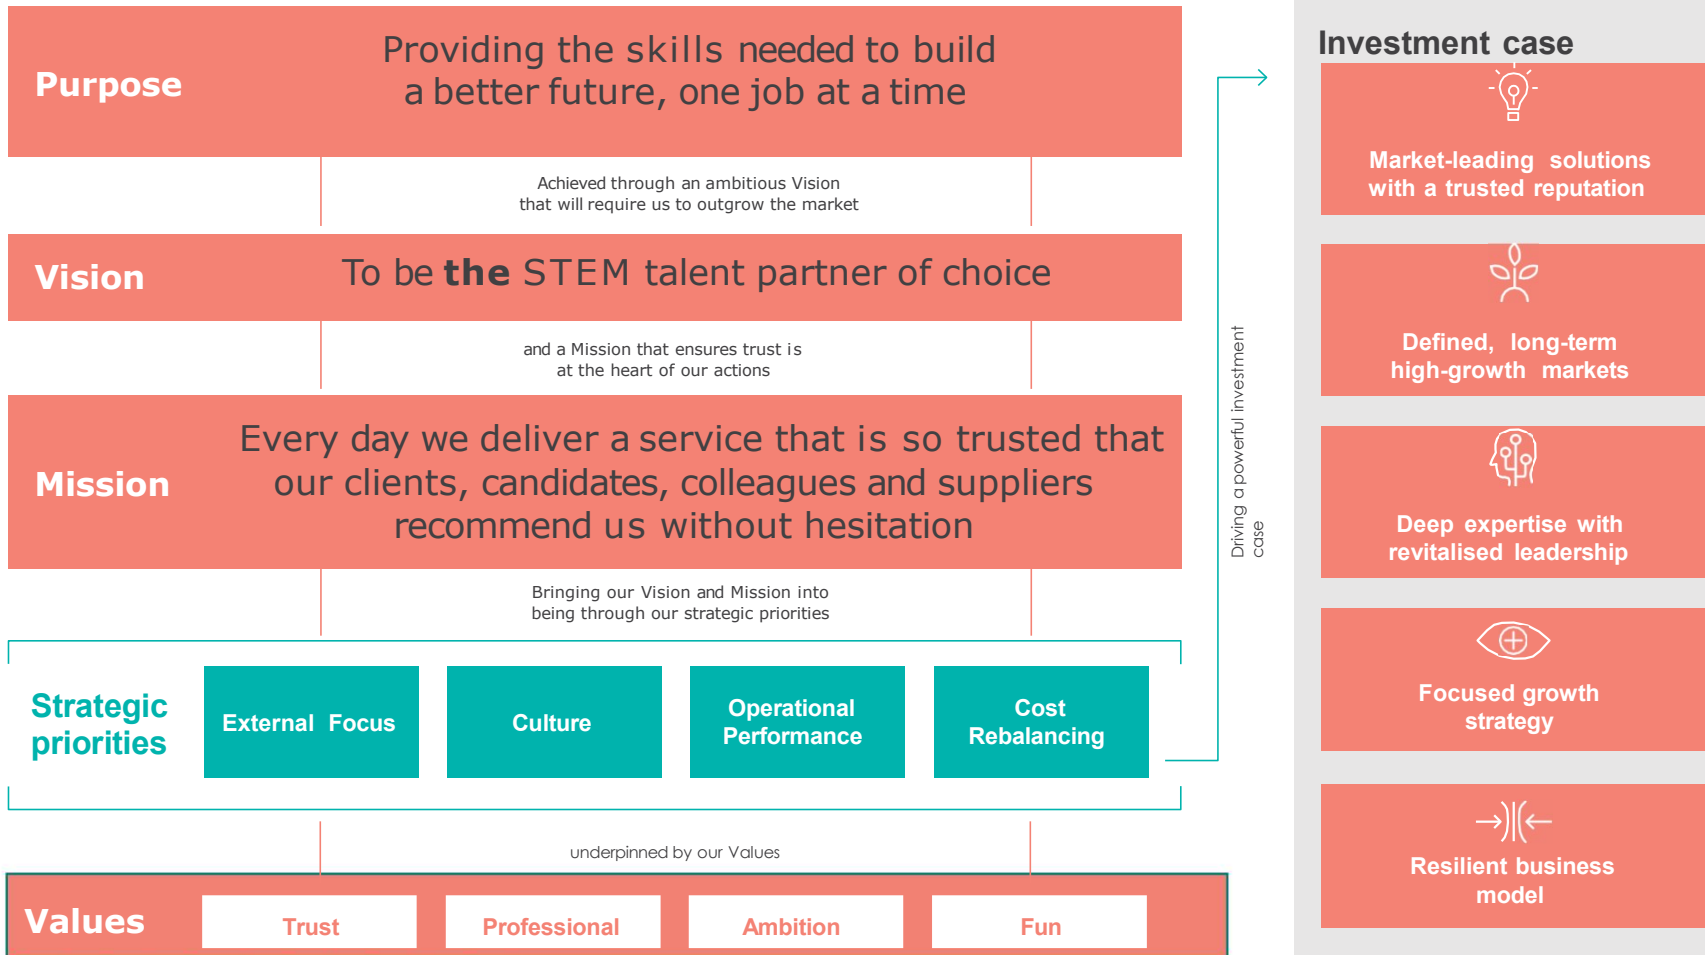 Purpose
Providing the skills needed to build
a better future, one job at a time
Achieved through an ambitious Vision
that will require us to outgrow the market
Vision
To be the STEM talent partner of choice
and a Mission that ensures trust is
at the heart of our actions
Mission
Every day we deliver a service that is so trusted that
our clients, candidates, colleagues and suppliers
recommend us without hesitation
Bringing our Vision and Mission into
being through our strategic priorities
Strategic
priorities
External Focus
Culture
Operational
Performance
Cost
Rebalancing
underpinned by our Values
Values
Trust
Professional
Ambition
Fun
Driving a powerful investment
case
Investment case
Market-leading solutions
with a trusted reputation
Defined, long-term
high-growth markets
Deep expertise with
revitalised leadership
Focused growth
strategy
Resilient business
model